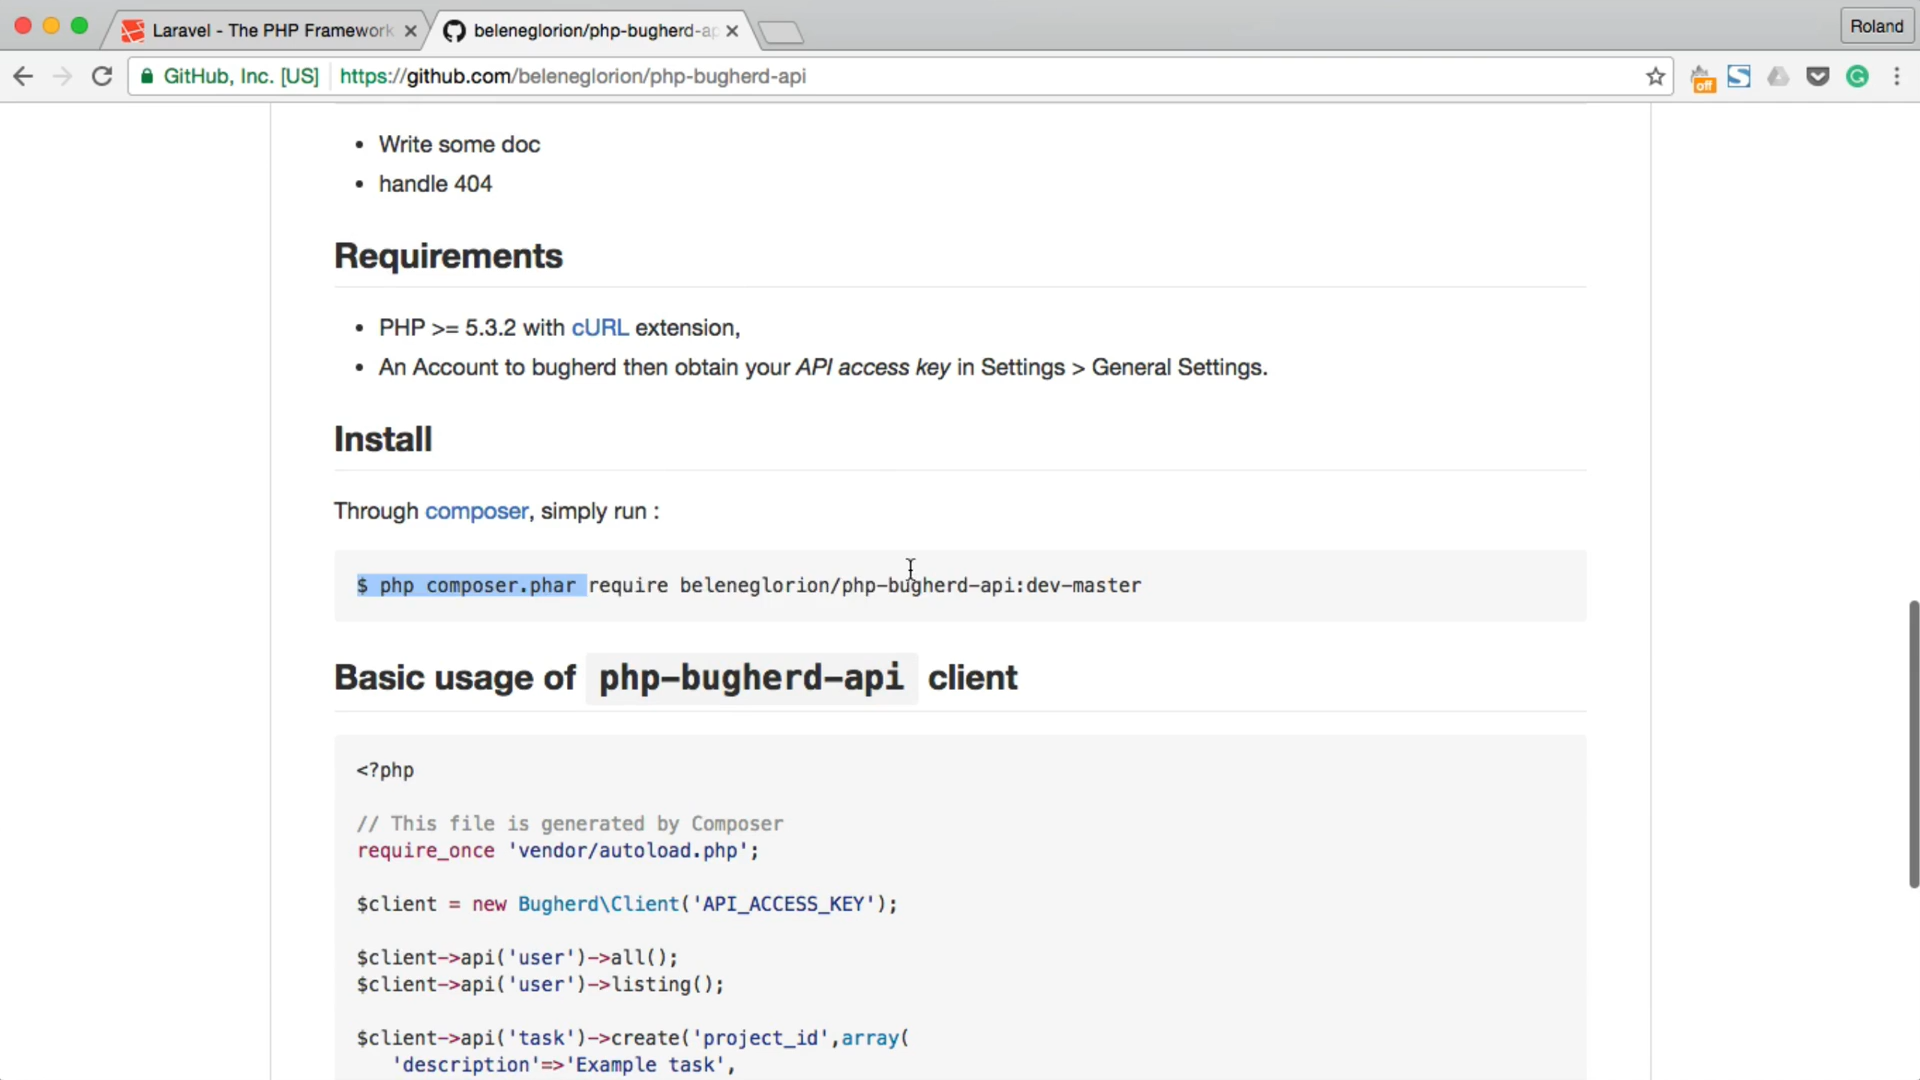 Laravel - The PHP Framework
beleneglorion/php-bugherd-ap
Roland
GitHub, Inc. [US]
https://github.com/beleneglorion/php-bugherd-api
off
Write some doc
handle 404
Requirements
PHP >= 5.3.2 with cURL extension,
An Account to bugherd then obtain your API access key in Settings > General Settings.
Install
Through composer, simply run :
$ php composer.phar require beleneglorion/php-bugherd-api:dev-master
Basic usage of php-bugherd-api client
<?php
// This file is generated by Composer
require_once 'vendor/autoload.php';
$client = new Bugherd\Client('API_ACCESS_KEY');
$client->api('user')->all();
$client->api('user')->listing();
$client->api('task')->create('project_id',array(
'description'=>'Example task',